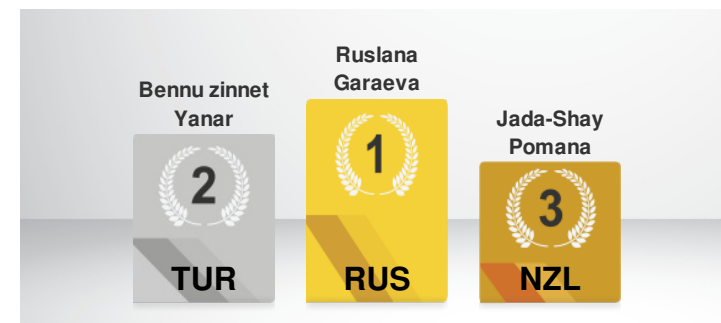 Bennu zinnet
Yanar
2
TUR
Ruslana
Garaeva
1
RUS
Jada-Shay
Pomana
3
NZL